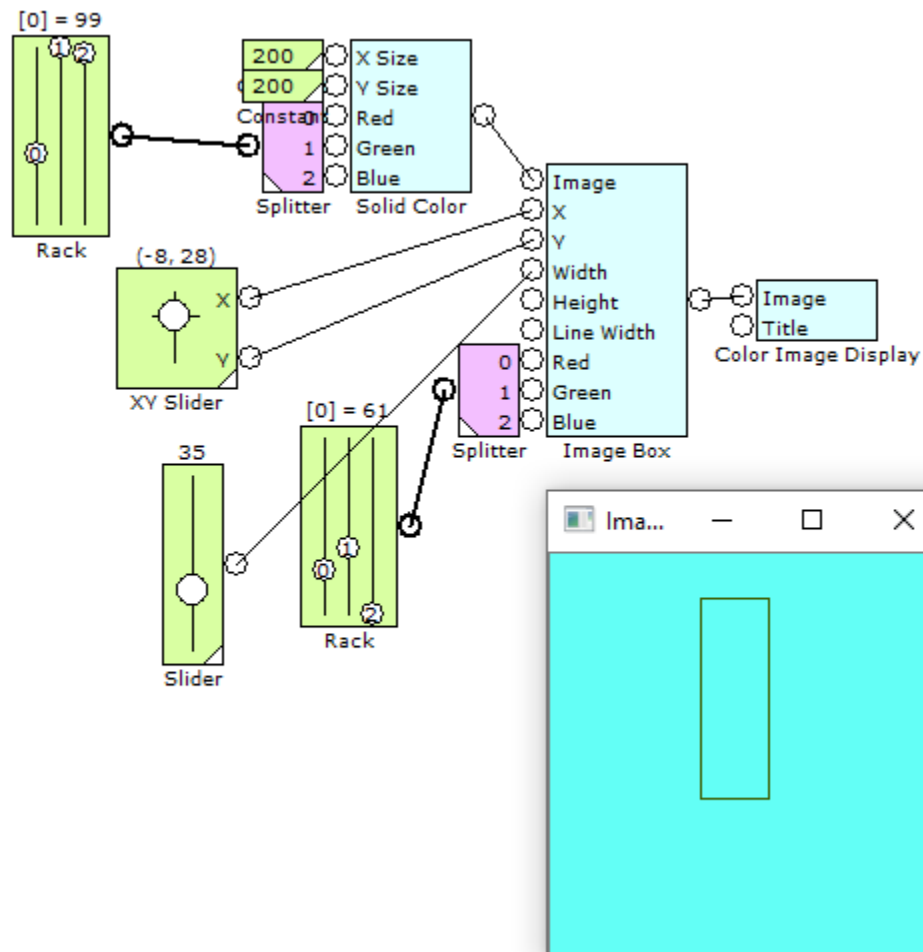 [0] = 99
1 2
0
Rack
200
200
Constant
0
1
2
Splitter
X Size
Y Size
Red
Green
Blue
Solid Color
(-8, 28)
X
Y
XY Slider
35
Slider
[0] = 61
0 1
2
Rack
0
1
2
Splitter
Image
X
Y
Width
Height
Line Width
Red
Green
Blue
Image Box
Image
Title
Color Image Display
Ima...